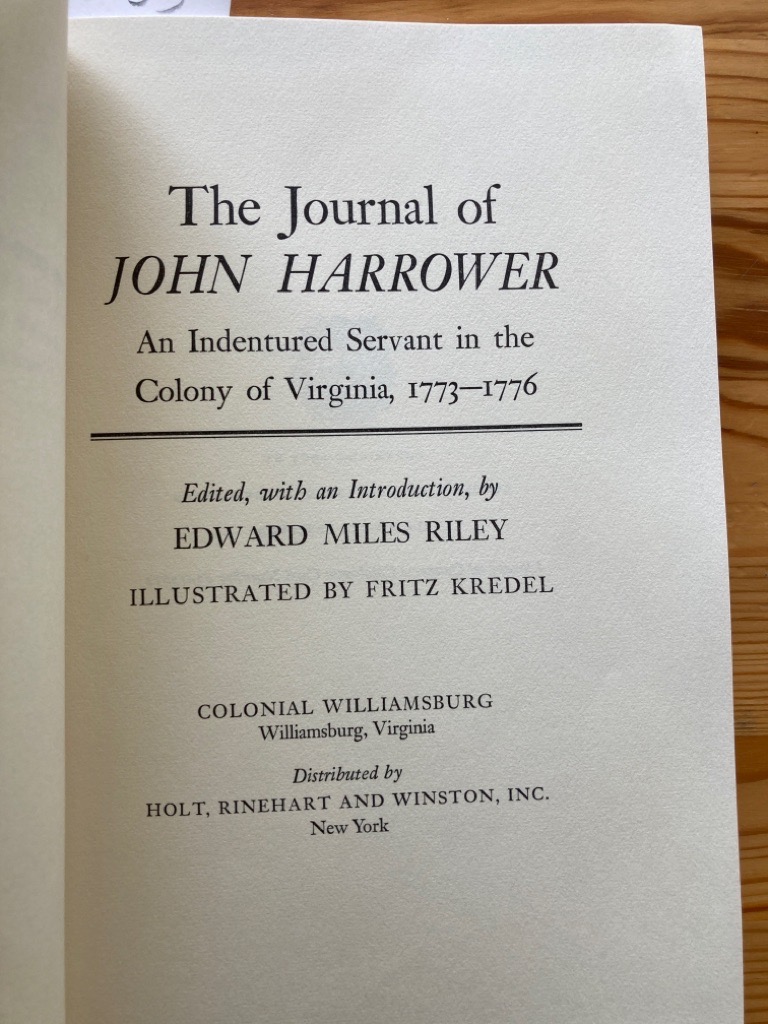 The Journal of
JOHN HARROWER
An Indentured Servant in the
Colony of Virginia, 1773—1776
Edited, with an Introduction, by
EDWARD MILES RILEY
ILLUSTRATED BY FRITZ KREDEL
COLONIAL WILLIAMSBURG
Williamsburg, Virginia
Distributed by
HOLT, RINEHART AND WINSTON, INC.
New York